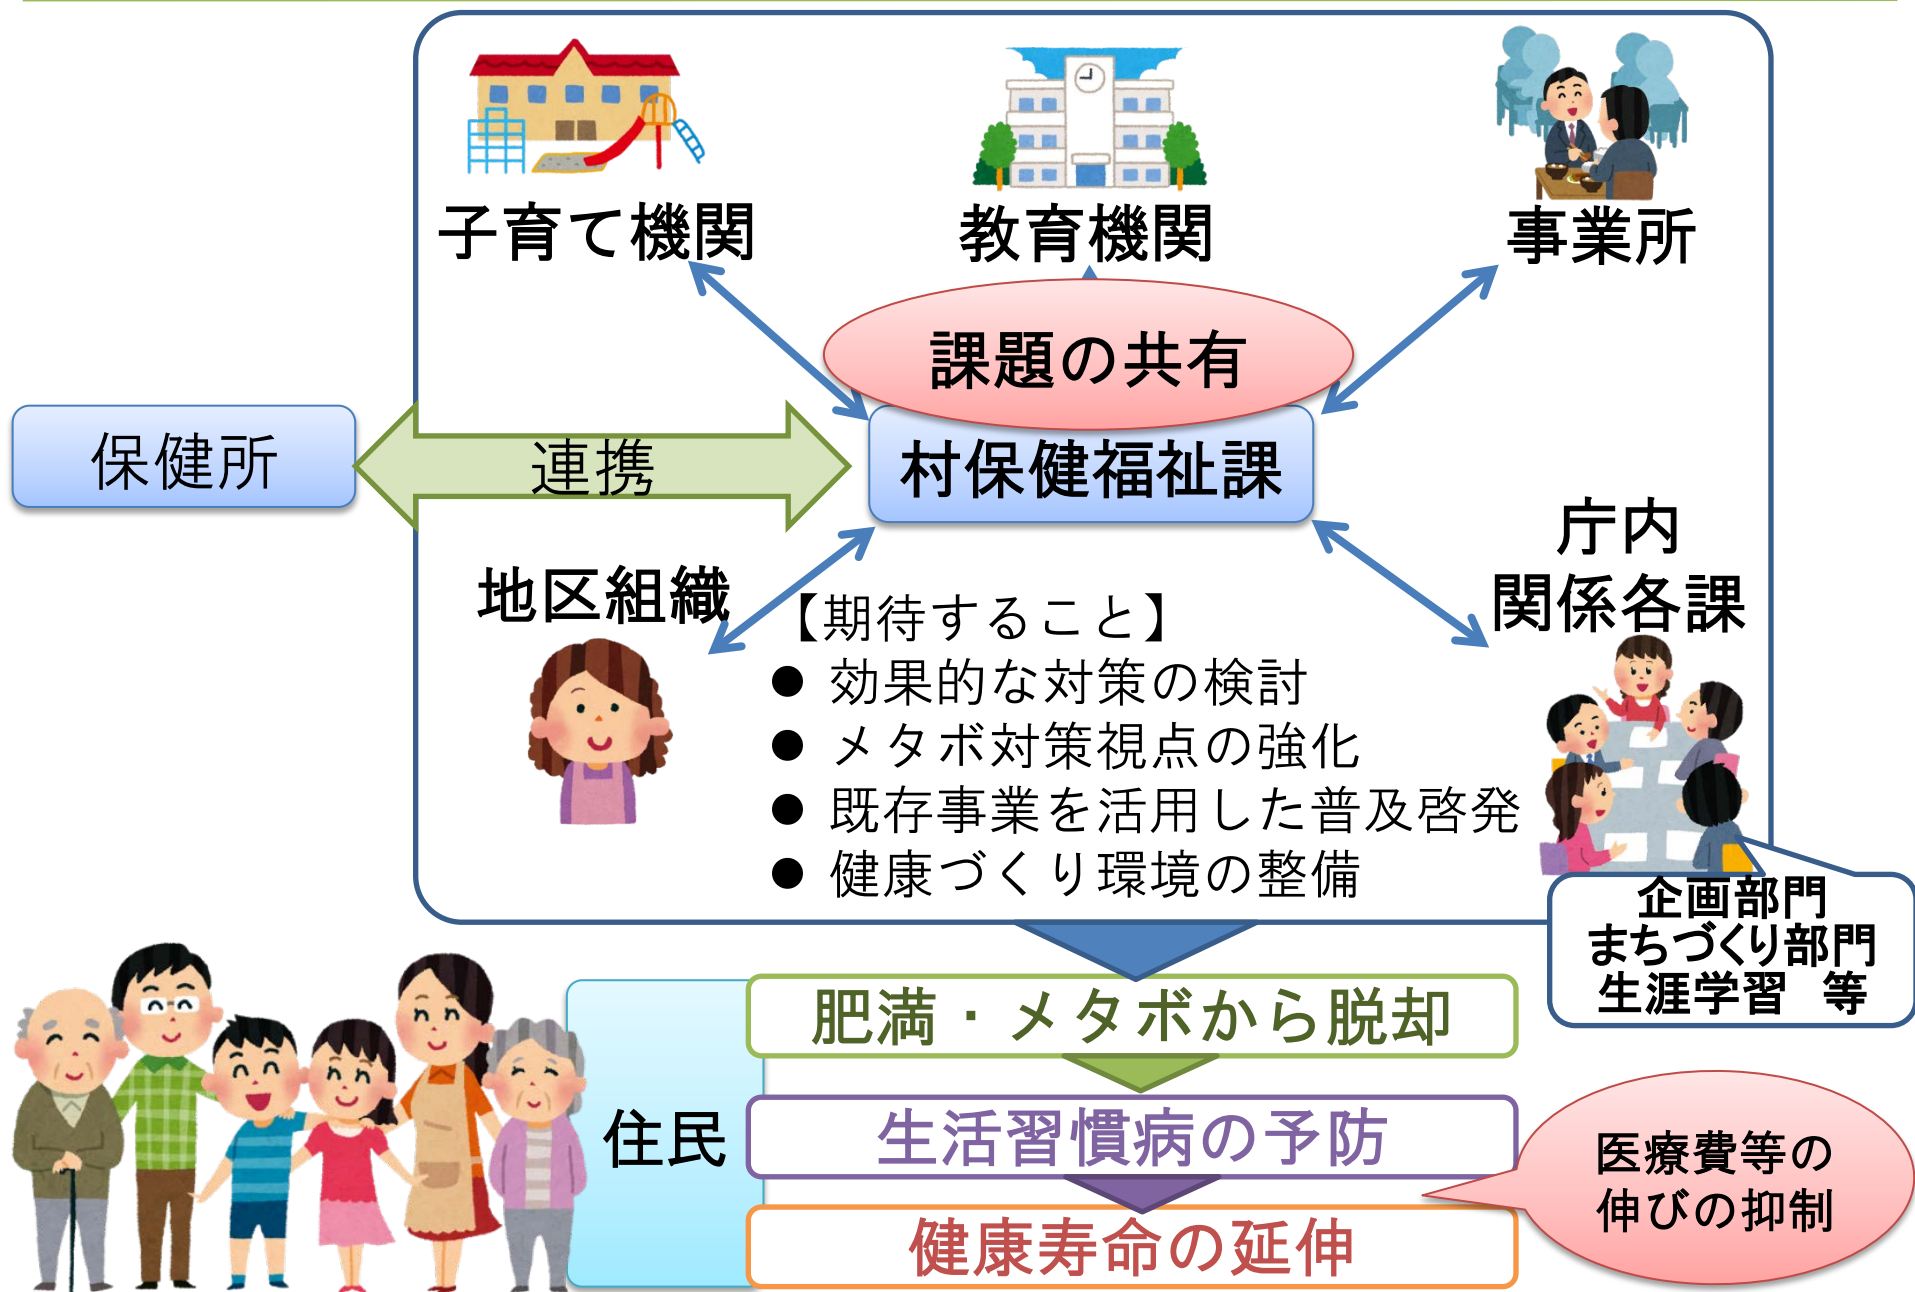 子育て機関
教育機関
事業所
課題の共有
保健所
連携
村保健福祉課
地区組織
庁内
関係各課
【期待すること】
● 効果的な対策の検討
● メタボ対策視点の強化
● 既存事業を活用した普及啓発
● 健康づくり環境の整備
企画部門
まちづくり部門
生涯学習　等
住民
肥満・メタボから脱却
生活習慣病の予防
健康寿命の延伸
医療費等の
伸びの抑制